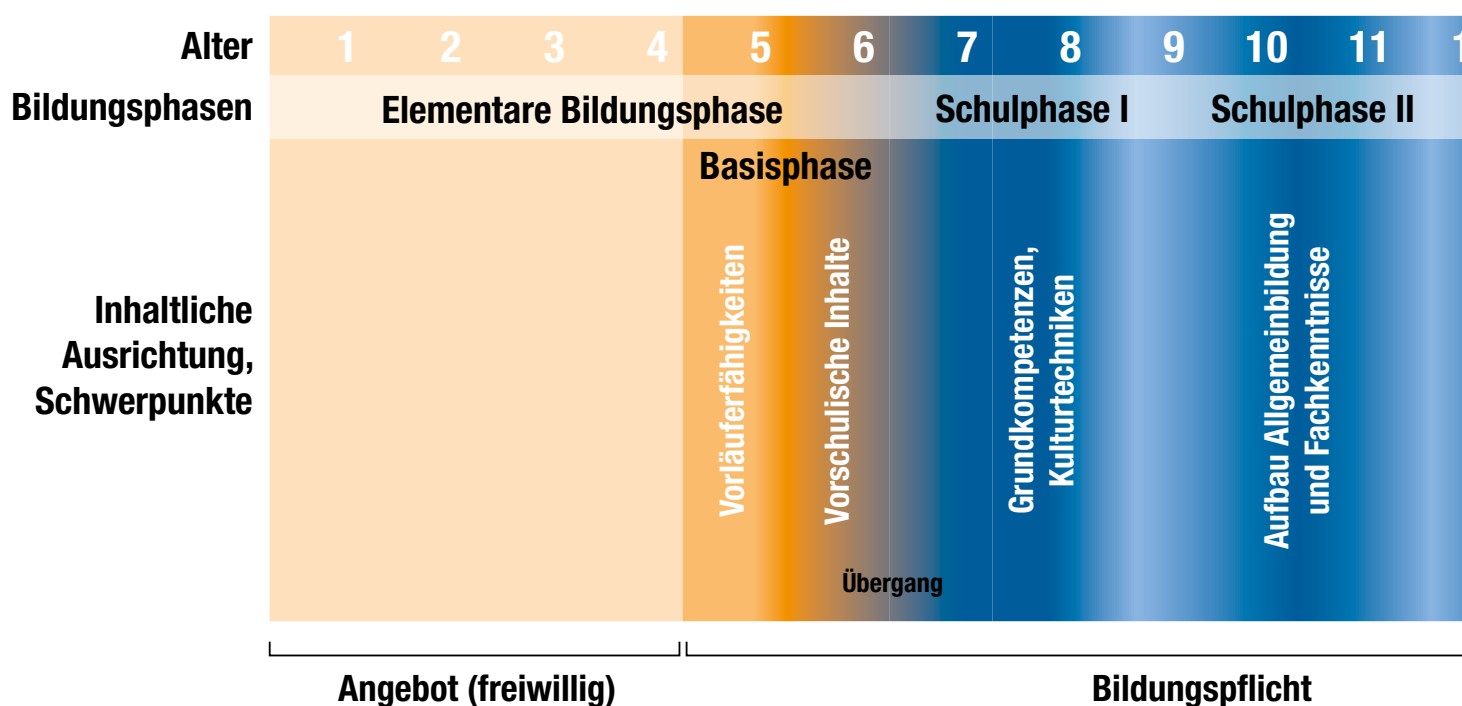 Alter 1 2 3 4 5 6 7 8 9 10 11 1
Bildungsphasen Elementare Bildungsphase Schulphase I Schulphase II
Basisphase
Inhaltliche
Ausrichtung,
Schwerpunkte
Vorläuferfähigkeiten
Vorschulische Inhalte
Grundkompetenzen,
Kulturtechniken
Aufbau Allgemeinbildung
und Fachkenntnisse
Übergang
Angebot (freiwillig) Bildungspflicht